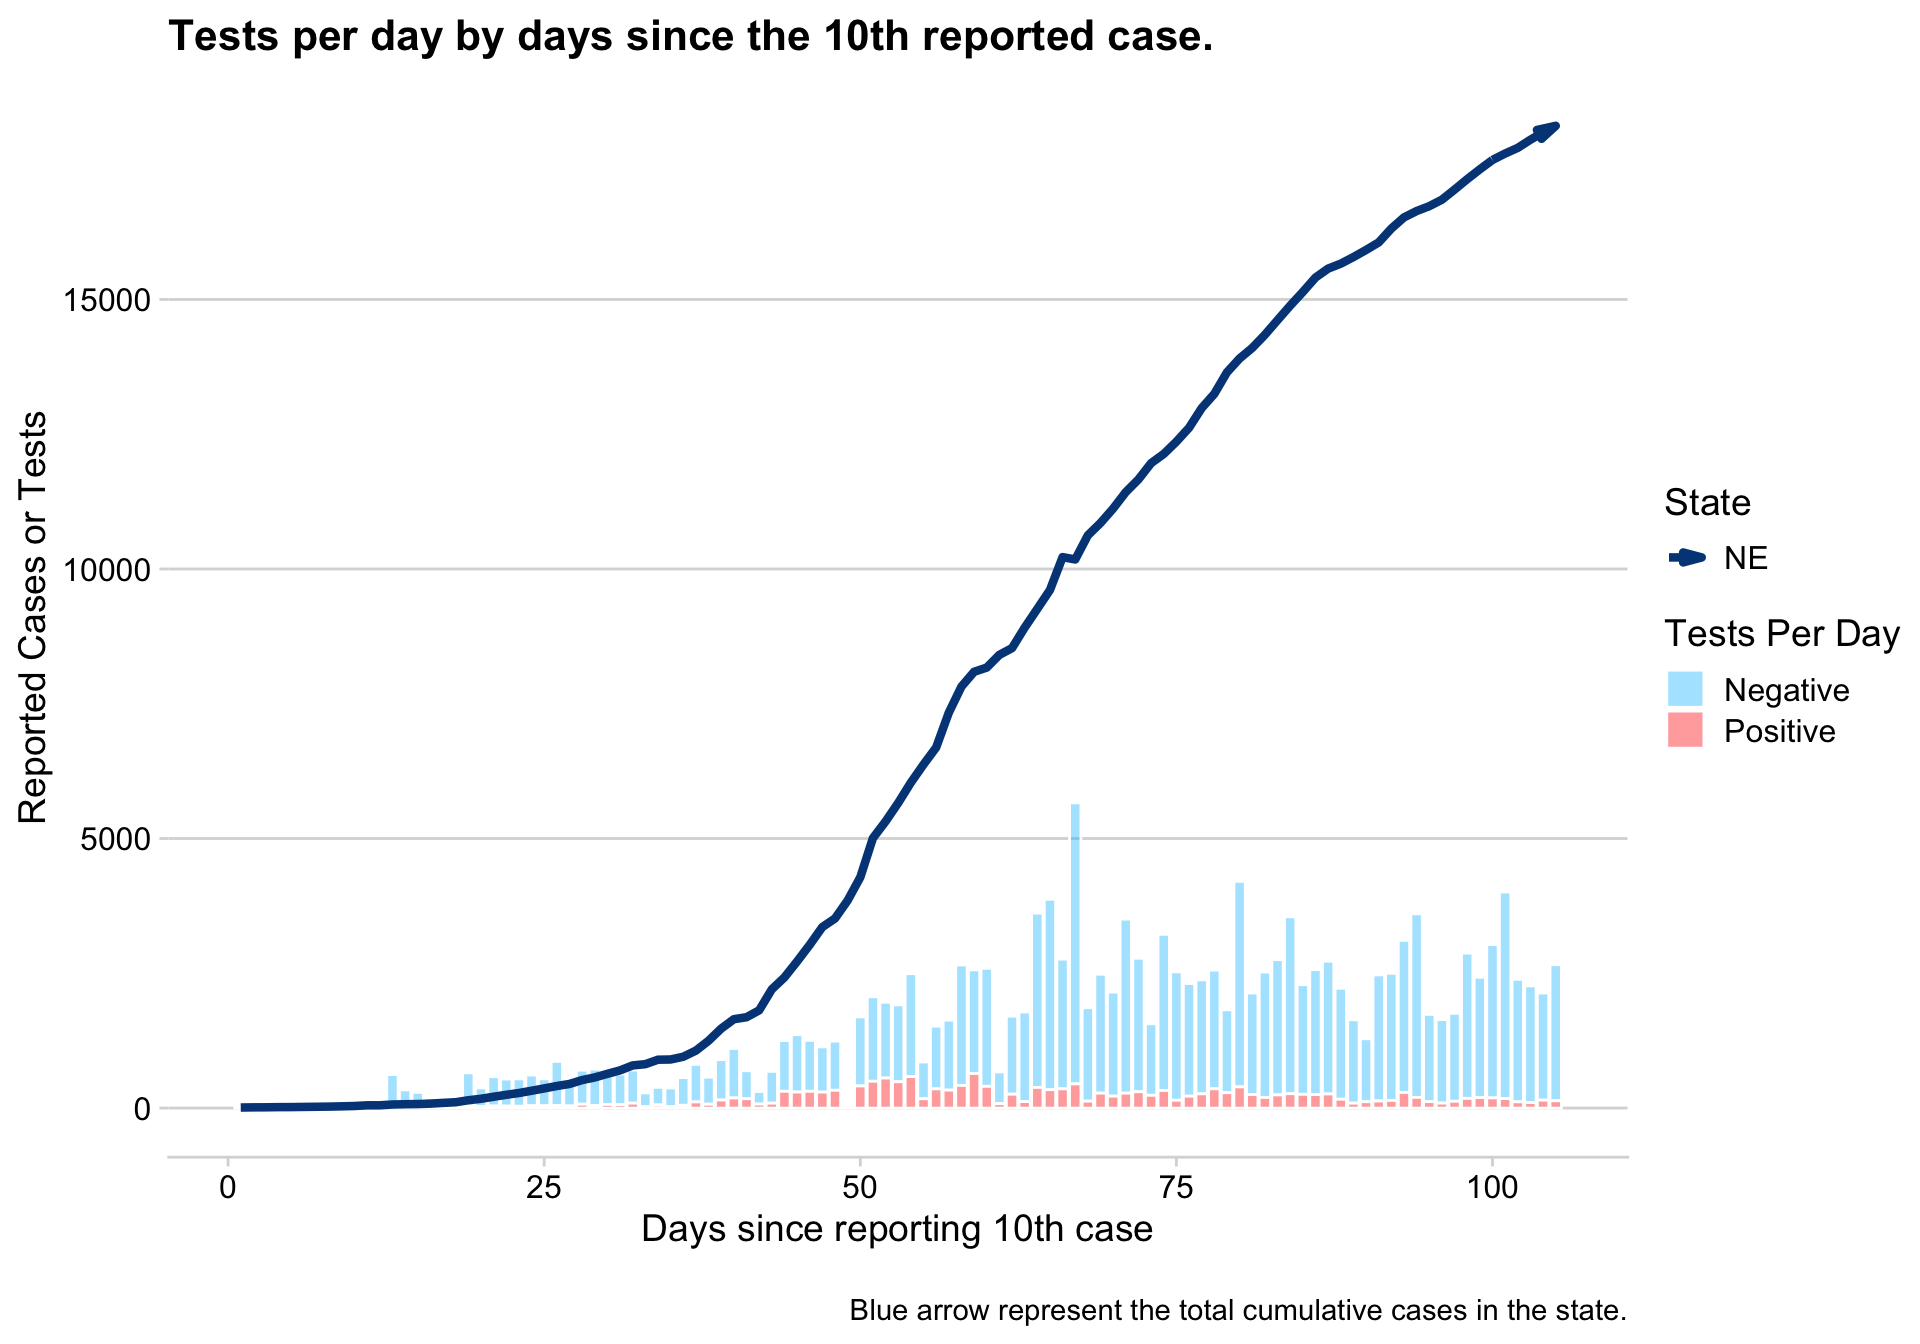 Tests per day by days since the 10th reported case.
Reported Cases or Tests
15000
10000
5000
0
0
25
50
75
100
Days since reporting 10th case
State
NE
Tests Per Day
Negative
Positive
Blue arrow represent the total cumulative cases in the state.